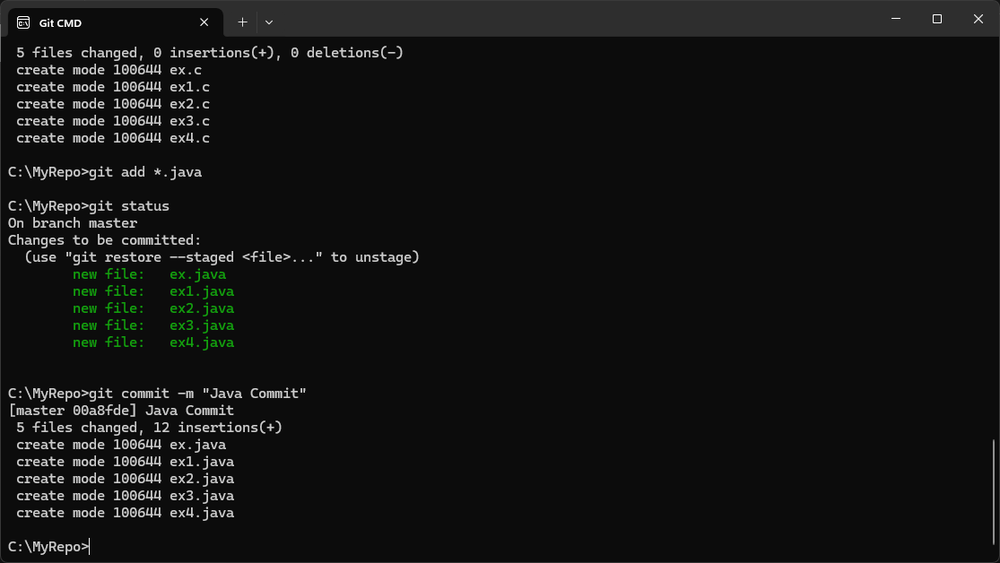 Git CMD
5 files changed, 0 insertions(+), 0 deletions(-)
create mode 100644 ex.c
create mode 100644 ex1.c
create mode 100644 ex2.c
create mode 100644 ex3.c
create mode 100644 ex4.c
C:\MyRepo>git add *.java
C:\MyRepo>git status
On branch master
Changes to be committed:
(use "git restore --staged <file>..." to unstage)
new file:   ex.java
new file:   ex1.java
new file:   ex2.java
new file:   ex3.java
new file:   ex4.java
C:\MyRepo>git commit -m "Java Commit"
[master 00a8fde] Java Commit
5 files changed, 12 insertions(+)
create mode 100644 ex.java
create mode 100644 ex1.java
create mode 100644 ex2.java
create mode 100644 ex3.java
create mode 100644 ex4.java
C:\MyRepo>